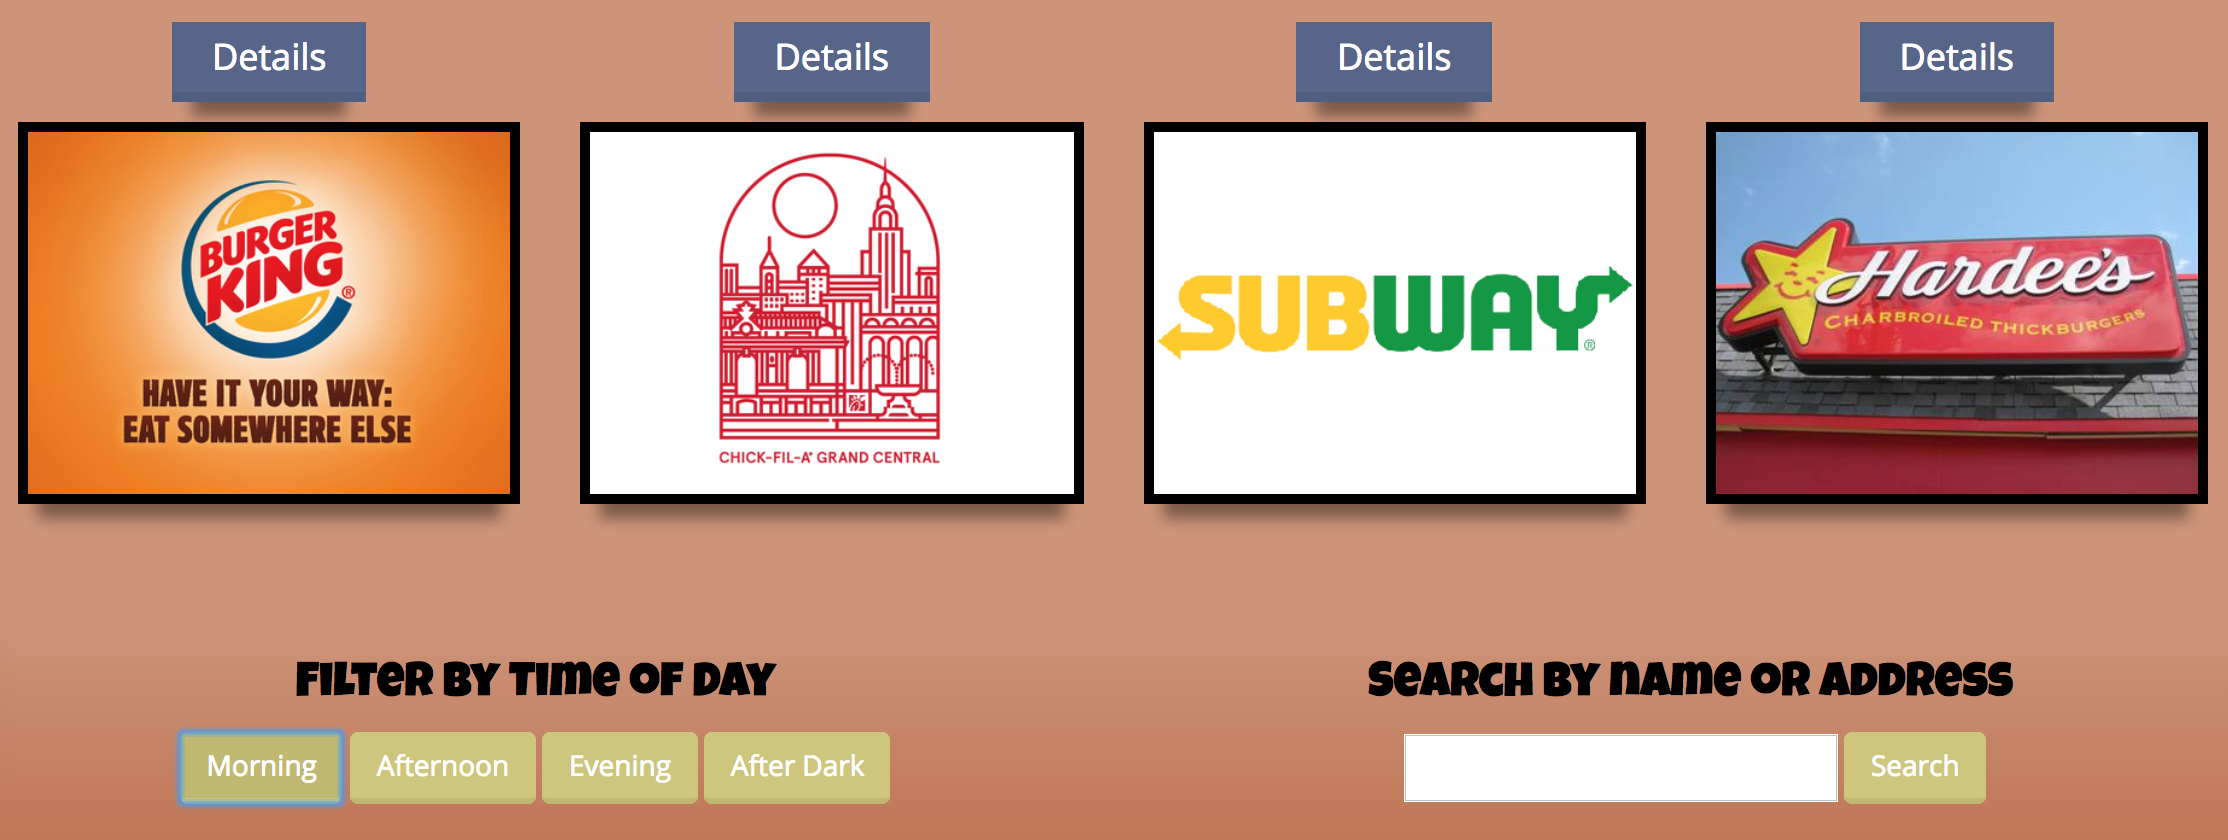 Details
Details
Details
Details
BURGER
KING®
HAVE IT YOUR WAY:
EAT SOMEWHERE ELSE
CHICK-FIL-A® GRAND CENTRAL
SUBWAY®
Hardee's
CHARBROILED THICKBURGERS
FILTER BY TIME OF DAY
Morning
Afternoon
Evening
After Dark
SEARCH BY NAME OR ADDRESS
Search